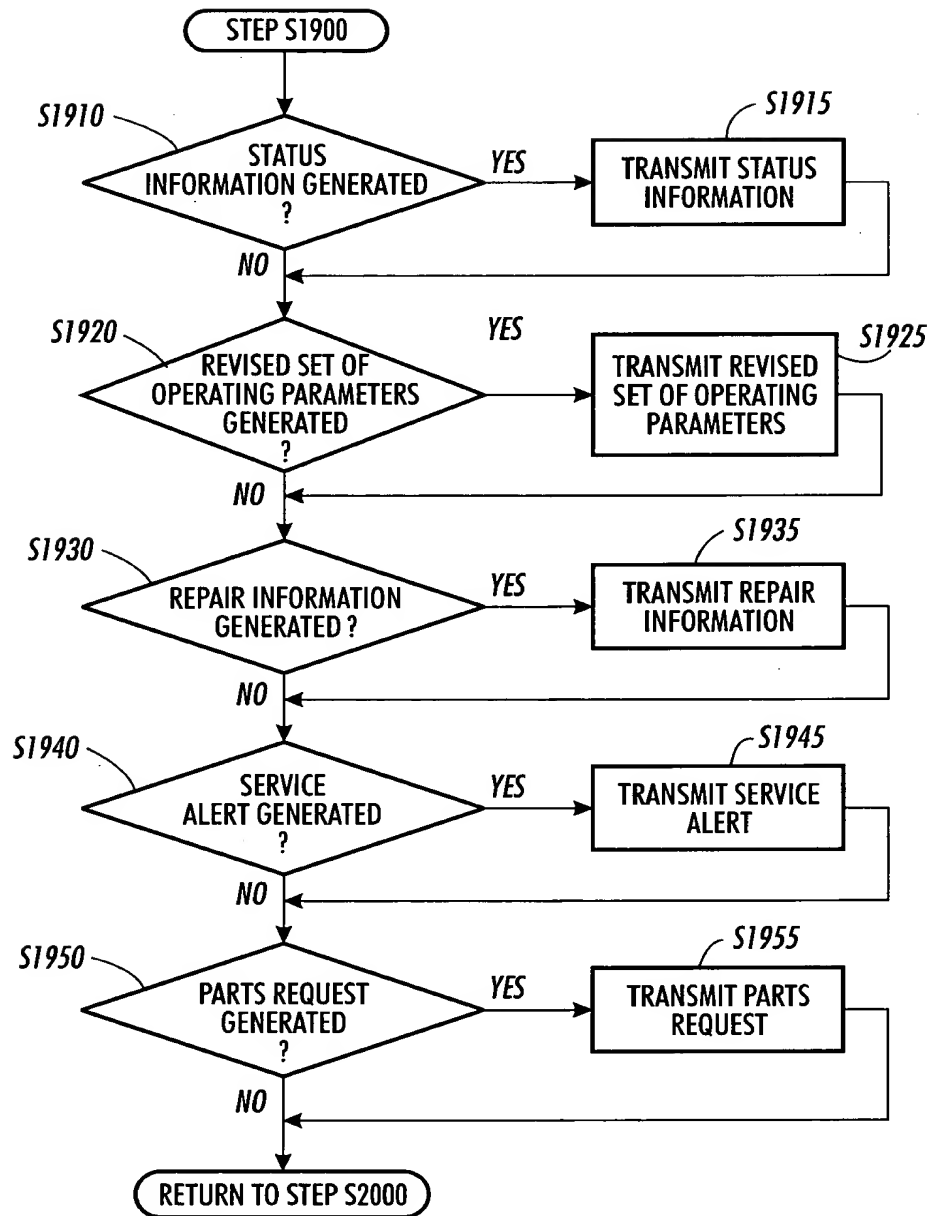 STEP S1900
S1910
STATUS
INFORMATION GENERATED
?
YES
S1915
TRANSMIT STATUS
INFORMATION
NO
S1920
REVISED SET OF
OPERATING PARAMETERS
GENERATED
?
YES
S1925
TRANSMIT REVISED
SET OF OPERATING
PARAMETERS
NO
S1930
REPAIR INFORMATION
GENERATED ?
YES
S1935
TRANSMIT REPAIR
INFORMATION
NO
S1940
SERVICE
ALERT GENERATED
?
YES
S1945
TRANSMIT SERVICE
ALERT
NO
S1950
PARTS REQUEST
GENERATED
?
YES
S1955
TRANSMIT PARTS
REQUEST
NO
RETURN TO STEP S2000